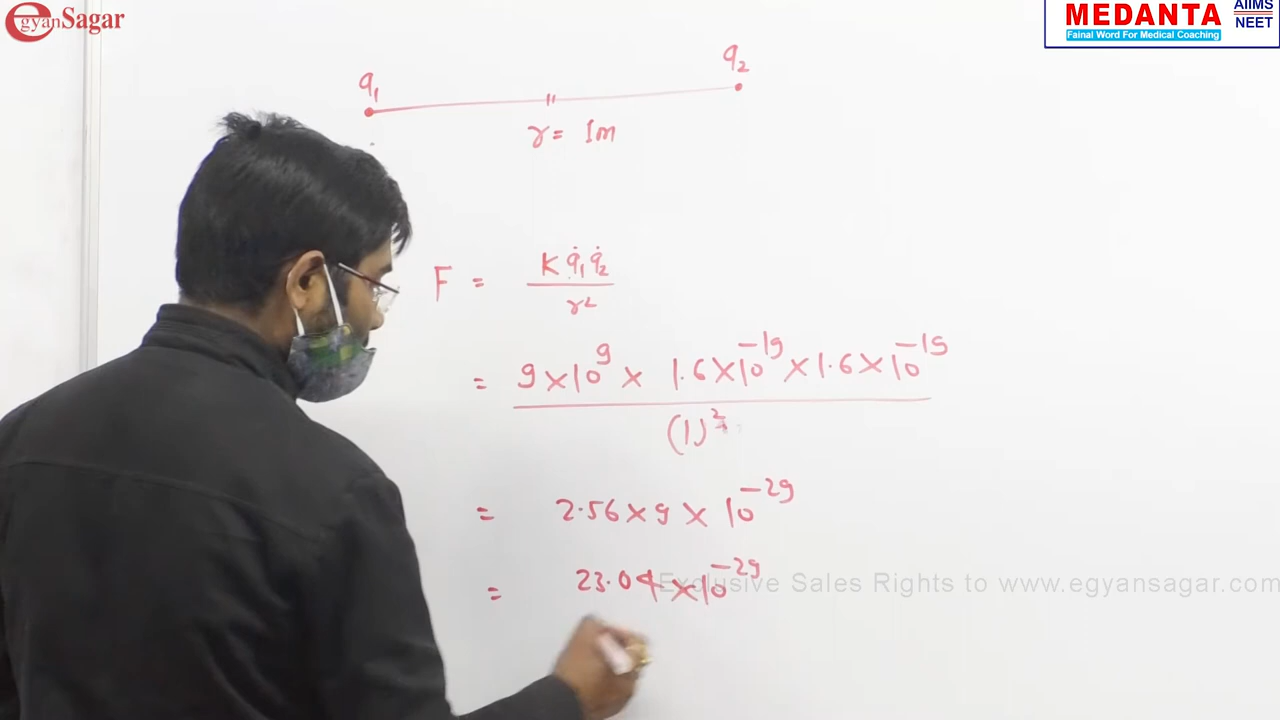 egyanSagar
MEDANTA AIIMS NEET
Fainal Word For Medical Coaching
q₁ q₂
r = 1m
F = K q₁ q₂ / r²
= 9 × 10⁹ × 1.6 × 10⁻¹⁹ × 1.6 × 10⁻¹⁹ / (1)²
= 2.56 × 9 × 10⁻²⁹
= 23.04 × 10⁻²⁹
Exclusive Sales Rights to www.egyansagar.com